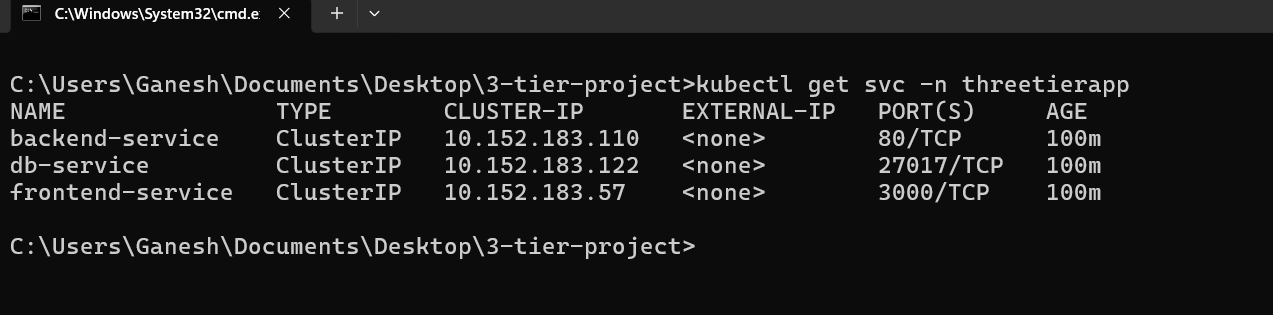 C:\Windows\System32\cmd.e
C:\Users\Ganesh\Documents\Desktop\3-tier-project>kubectl get svc -n threetierapp
NAME TYPE CLUSTER-IP EXTERNAL-IP PORT(S) AGE
backend-service ClusterIP 10.152.183.110 <none> 80/TCP 100m
db-service ClusterIP 10.152.183.122 <none> 27017/TCP 100m
frontend-service ClusterIP 10.152.183.57 <none> 3000/TCP 100m
C:\Users\Ganesh\Documents\Desktop\3-tier-project>